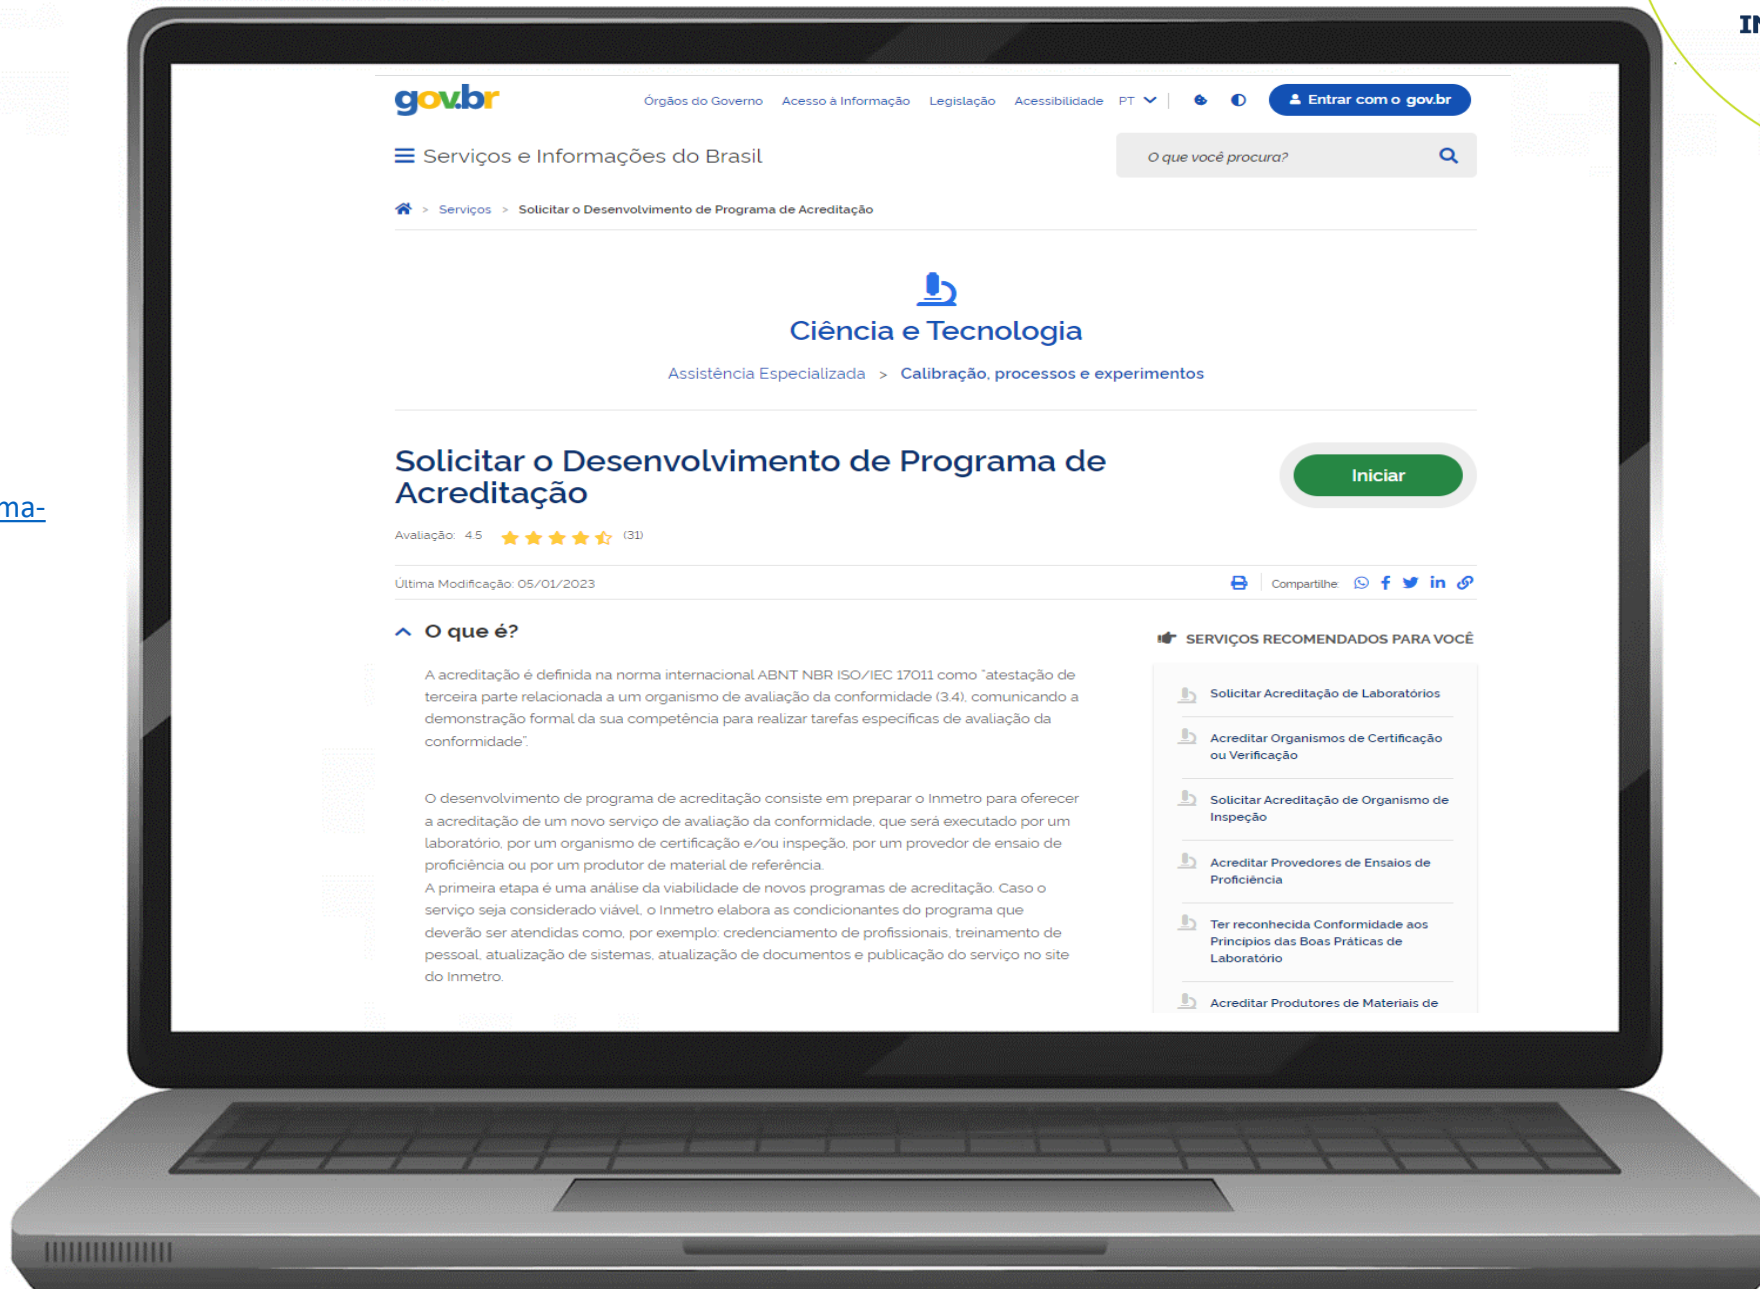 IN
gov.br
Órgãos do Governo Acesso à Informação Legislação Acessibilidade PT
Entrar com o gov.br
Serviços e Informações do Brasil
O que você procura?
> Serviços > Solicitar o Desenvolvimento de Programa de Acreditação
Ciência e Tecnologia
Assistência Especializada > Calibração, processos e experimentos
Solicitar o Desenvolvimento de Programa de
Acreditação
Iniciar
ma-
Avaliação: 4.5 (31)
Última Modificação: 05/01/2023
Compartilhe:
O que é?
A acreditação é definida na norma internacional ABNT NBR ISO/IEC 17011 como "atestação de
terceira parte relacionada a um organismo de avaliação da conformidade (3.4), comunicando a
demonstração formal da sua competência para realizar tarefas específicas de avaliação da
conformidade".
O desenvolvimento de programa de acreditação consiste em preparar o Inmetro para oferecer
a acreditação de um novo serviço de avaliação da conformidade, que será executado por um
laboratório, por um organismo de certificação e/ou inspeção, por um provedor de ensaio de
proficiência ou por um produtor de material de referência.
A primeira etapa é uma análise da viabilidade de novos programas de acreditação. Caso o
serviço seja considerado viável, o Inmetro elabora as condicionantes do programa que
deverão ser atendidas como, por exemplo: credenciamento de profissionais, treinamento de
pessoal, atualização de sistemas, atualização de documentos e publicação do serviço no site
do Inmetro.
SERVIÇOS RECOMENDADOS PARA VOCÊ
Solicitar Acreditação de Laboratórios
Acreditar Organismos de Certificação
ou Verificação
Solicitar Acreditação de Organismo de
Inspeção
Acreditar Provedores de Ensaios de
Proficiência
Ter reconhecida Conformidade aos
Princípios das Boas Práticas de
Laboratório
Acreditar Produtores de Materiais de